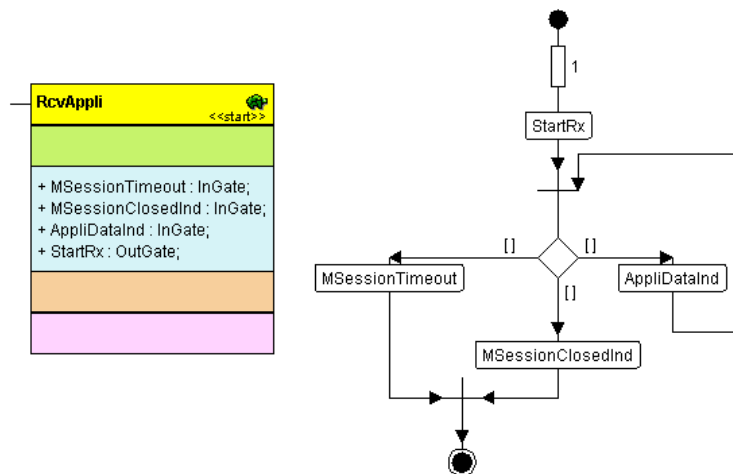 RcvAppli
<<start>>
+ MSessionTimeout : InGate;
+ MSessionClosedInd : InGate;
+ AppliDataInd : InGate;
+ StartRx : OutGate;
1
StartRx
[ ]
[ ]
MSessionTimeout
AppliDataInd
[ ]
MSessionClosedInd